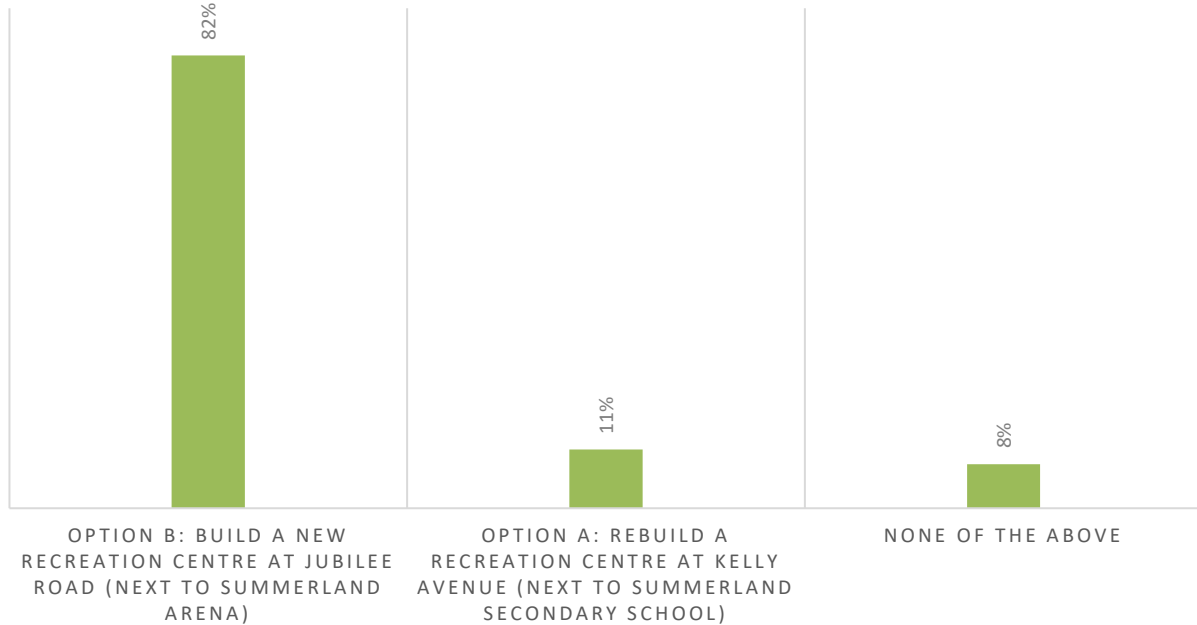 82%
11%
8%
OPTION B: BUILD A NEW
RECREATION CENTRE AT JUBILEE
ROAD (NEXT TO SUMMERLAND
ARENA)
OPTION A: REBUILD A
RECREATION CENTRE AT KELLY
AVENUE (NEXT TO SUMMERLAND
SECONDARY SCHOOL)
NONE OF THE ABOVE